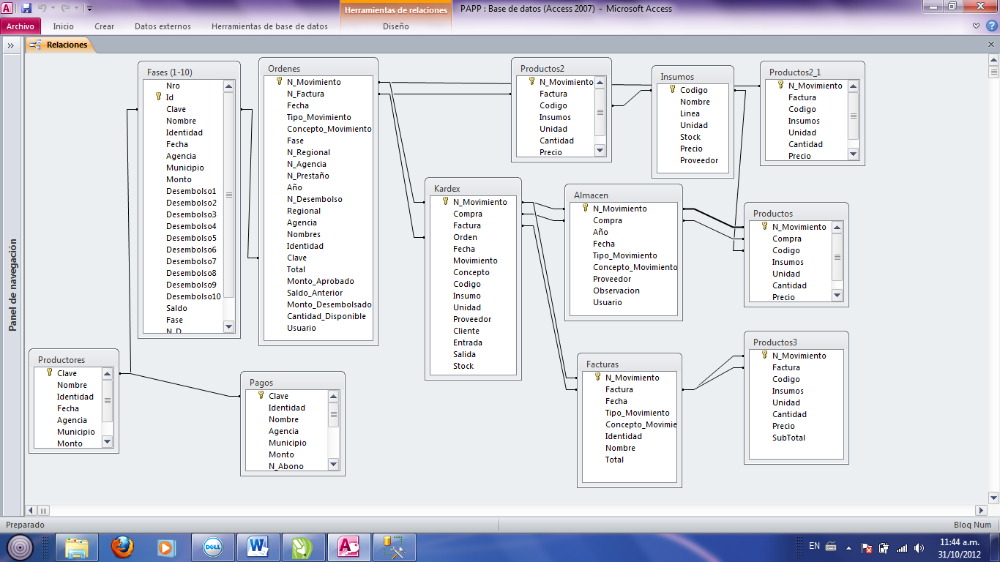 Herramientas de relaciones
PAPP : Base de datos (Access 2007) - Microsoft Access
Archivo
Inicio
Crear
Datos externos
Herramientas de base de datos
Diseño
Relaciones
Panel de navegación
Fases (1-10)
Nro
Id
Clave
Nombre
Identidad
Fecha
Agencia
Municipio
Monto
Desembolso1
Desembolso2
Desembolso3
Desembolso4
Desembolso5
Desembolso6
Desembolso7
Desembolso8
Desembolso9
Desembolso10
Saldo
Fase
N_D
Ordenes
N_Movimiento
N_Factura
Fecha
Tipo_Movimiento
Concepto_Movimiento
Fase
N_Regional
N_Agencia
N_Prestaño
Año
N_Desembolso
Regional
Agencia
Nombres
Identidad
Clave
Total
Monto_Aprobado
Saldo_Anterior
Monto_Desembolsado
Cantidad_Disponible
Usuario
Productos2
N_Movimiento
Factura
Codigo
Insumos
Unidad
Cantidad
Precio
Insumos
Codigo
Nombre
Linea
Unidad
Stock
Precio
Proveedor
Productos2_1
N_Movimiento
Factura
Codigo
Insumos
Unidad
Cantidad
Precio
Kardex
N_Movimiento
Compra
Factura
Orden
Fecha
Movimiento
Concepto
Codigo
Insumo
Unidad
Proveedor
Cliente
Entrada
Salida
Stock
Almacen
N_Movimiento
Compra
Año
Fecha
Tipo_Movimiento
Concepto_Movimiento
Proveedor
Observacion
Usuario
Productos
N_Movimiento
Compra
Codigo
Insumos
Unidad
Cantidad
Precio
Productores
Clave
Nombre
Identidad
Fecha
Agencia
Municipio
Monto
Pagos
Clave
Identidad
Nombre
Agencia
Municipio
Monto
N_Abono
Facturas
N_Movimiento
Factura
Fecha
Tipo_Movimiento
Concepto_Movimie
Identidad
Nombre
Total
Productos3
N_Movimiento
Factura
Codigo
Insumos
Unidad
Cantidad
Precio
SubTotal
Preparado
Bloq Num
DELL
EN
11:44 a.m.
31/10/2012